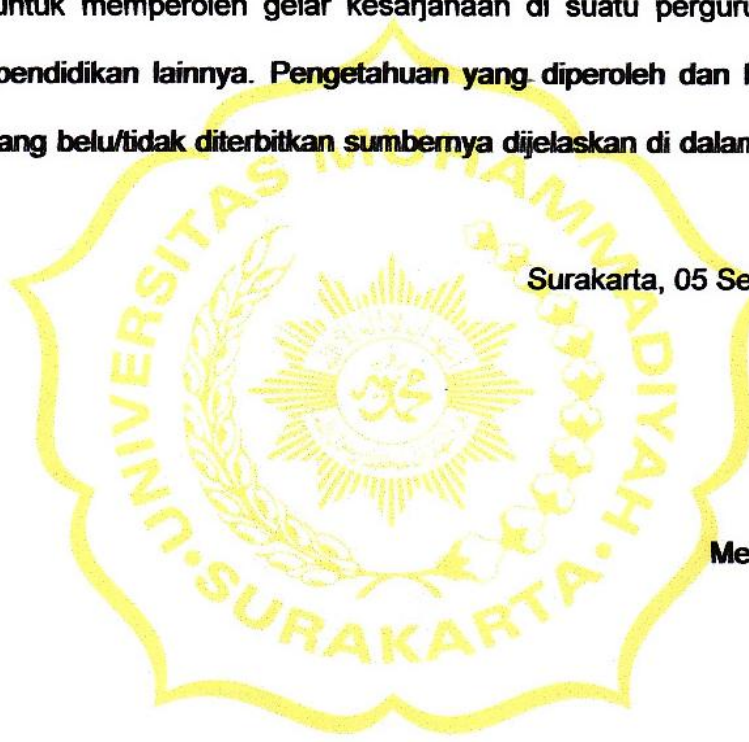 untuk memperoleh gelar kesarjanaan di suatu perguru
pendidikan lainnya. Pengetahuan yang diperoleh dan
ang belu/tidak diterbitkan sumbernya dijelaskan di dalam
Surakarta, 05 Se
Me
UNIVERSITAS MUHAMMADIYAH
SURAKARTA